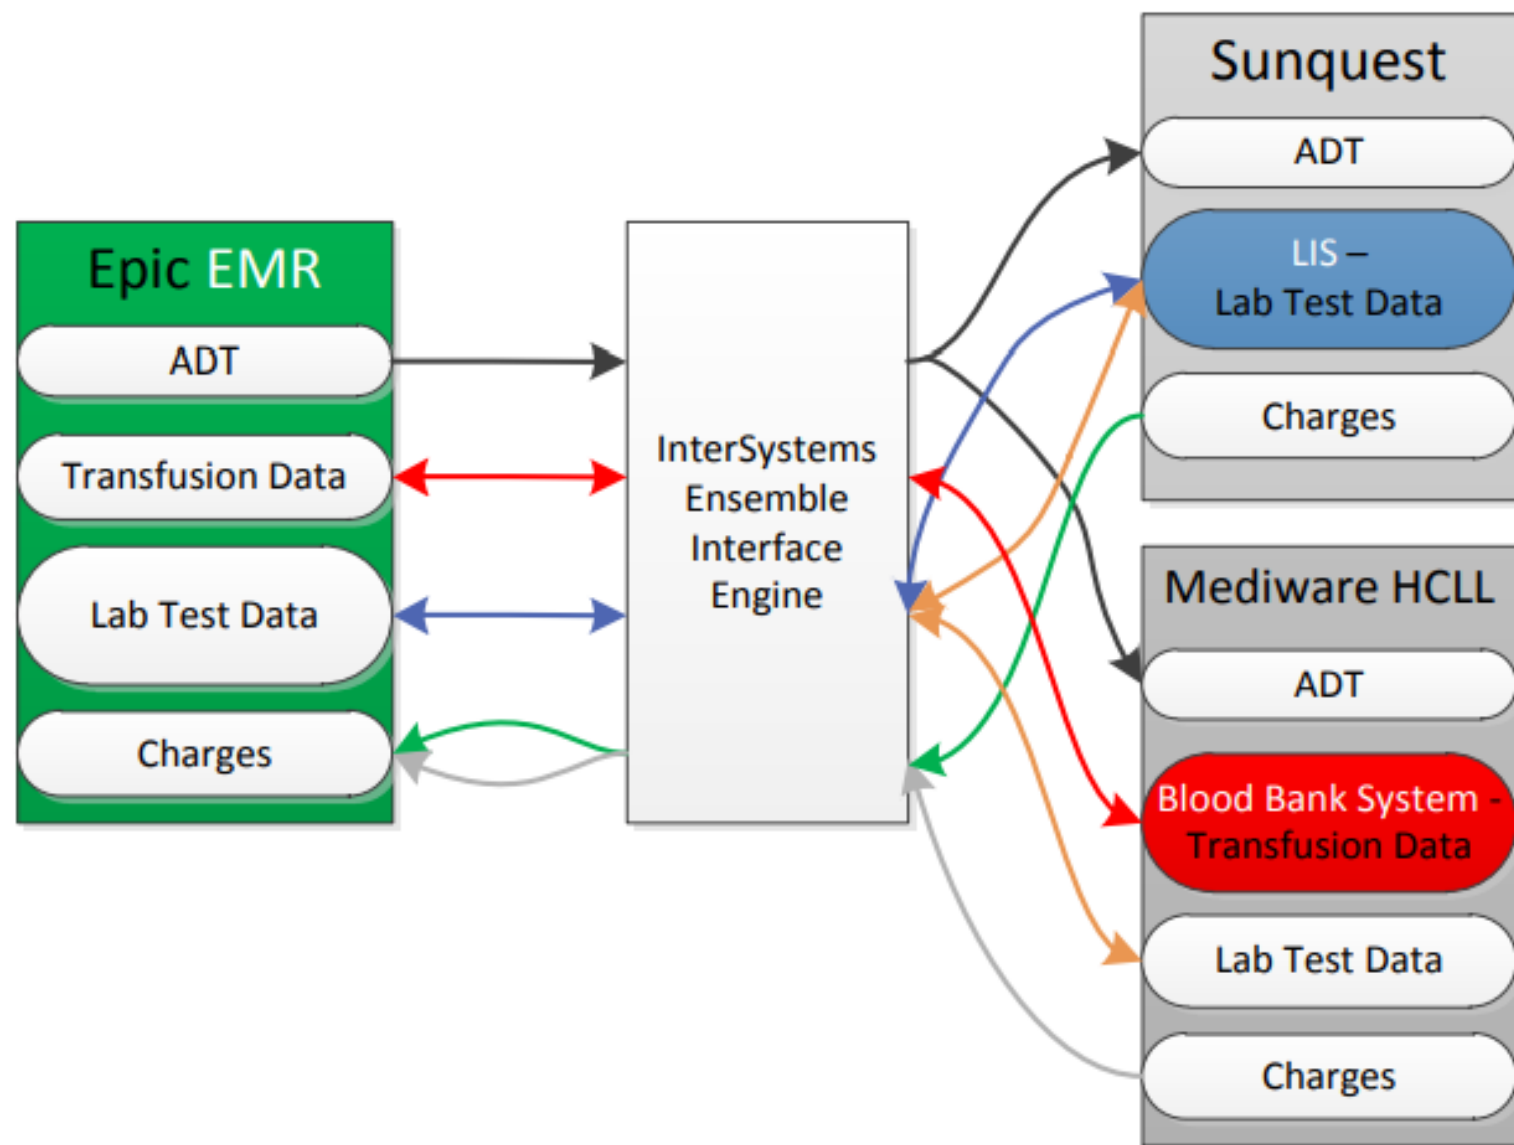 Epic EMR
ADT
Transfusion Data
Lab Test Data
Charges
InterSystems
Ensemble
Interface
Engine
Sunquest
ADT
LIS –
Lab Test Data
Charges
Mediware HCLL
ADT
Blood Bank System -
Transfusion Data
Lab Test Data
Charges